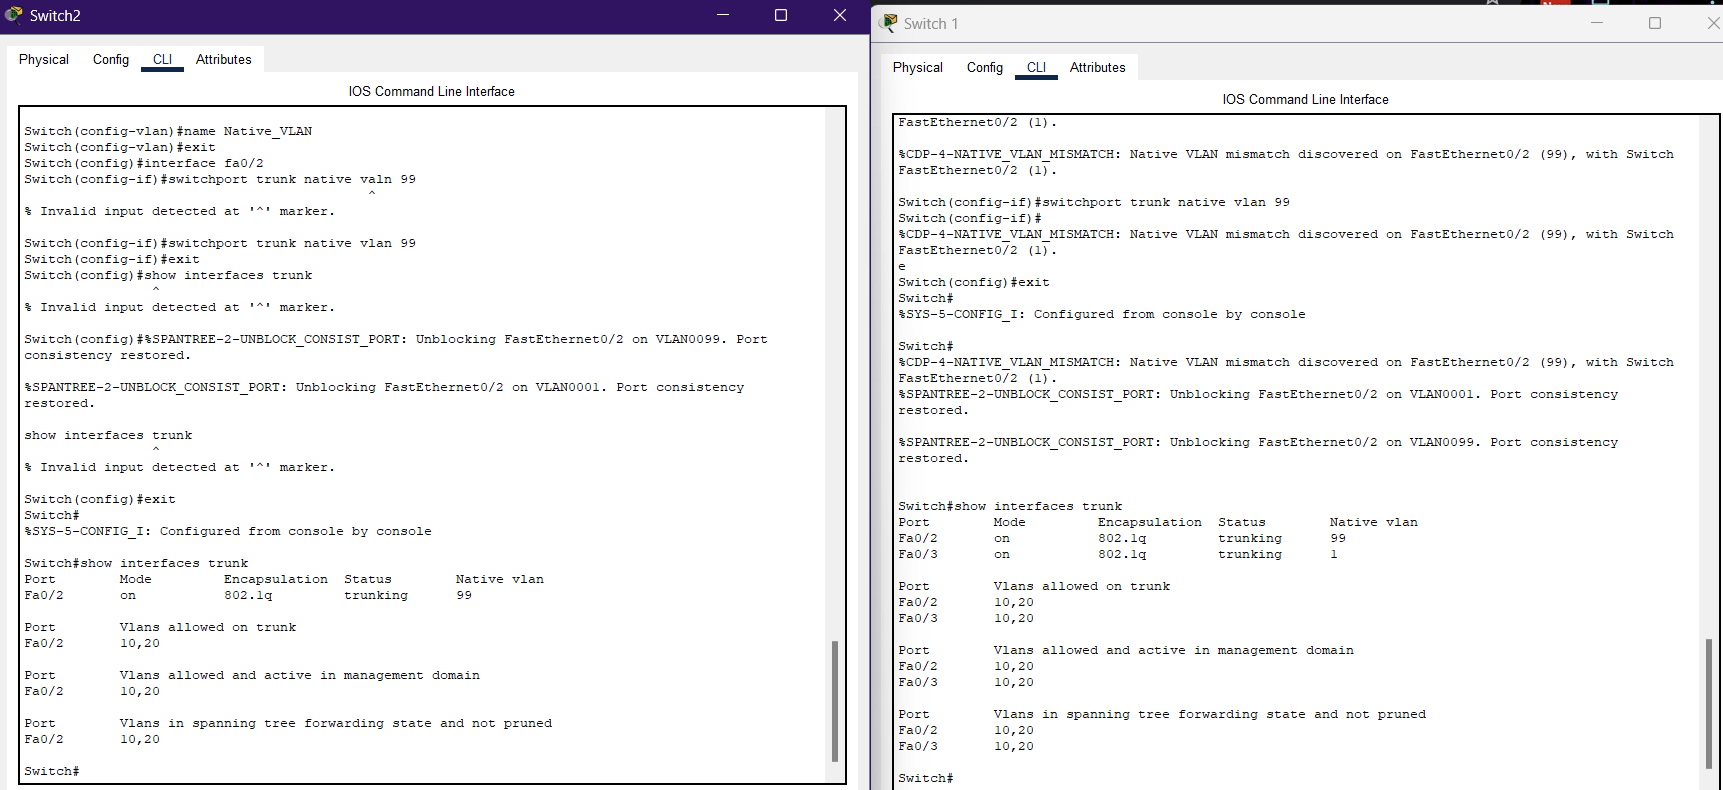 Switch2
Physical Config CLI Attributes
IOS Command Line Interface
Switch(config-vlan)#name Native_VLAN
Switch(config-vlan)#exit
Switch(config)#interface fa0/2
Switch(config-if)#switchport trunk native valn 99
^
% Invalid input detected at '^' marker.
Switch(config-if)#switchport trunk native vlan 99
Switch(config-if)#exit
Switch(config)#show interfaces trunk
^
% Invalid input detected at '^' marker.
Switch(config)#%SPANTREE-2-UNBLOCK_CONSIST_PORT: Unblocking FastEthernet0/2 on VLAN0099. Port
consistency restored.
%SPANTREE-2-UNBLOCK_CONSIST_PORT: Unblocking FastEthernet0/2 on VLAN0001. Port consistency
restored.
show interfaces trunk
^
% Invalid input detected at '^' marker.
Switch(config)#exit
Switch#
%SYS-5-CONFIG_I: Configured from console by console
Switch#show interfaces trunk
Port Mode Encapsulation Status Native vlan
Fa0/2 on 802.1q trunking 99
Port Vlans allowed on trunk
Fa0/2 10,20
Port Vlans allowed and active in management domain
Fa0/2 10,20
Port Vlans in spanning tree forwarding state and not pruned
Fa0/2 10,20
Switch#
Switch 1
Physical Config CLI Attributes
IOS Command Line Interface
FastEthernet0/2 (1).
%CDP-4-NATIVE_VLAN_MISMATCH: Native VLAN mismatch discovered on FastEthernet0/2 (99), with Switch
FastEthernet0/2 (1).
Switch(config-if)#switchport trunk native vlan 99
Switch(config-if)#
%CDP-4-NATIVE_VLAN_MISMATCH: Native VLAN mismatch discovered on FastEthernet0/2 (99), with Switch
FastEthernet0/2 (1).
e
Switch(config)#exit
Switch#
%SYS-5-CONFIG_I: Configured from console by console
Switch#
%CDP-4-NATIVE_VLAN_MISMATCH: Native VLAN mismatch discovered on FastEthernet0/2 (99), with Switch
FastEthernet0/2 (1).
%SPANTREE-2-UNBLOCK_CONSIST_PORT: Unblocking FastEthernet0/2 on VLAN0001. Port consistency
restored.
%SPANTREE-2-UNBLOCK_CONSIST_PORT: Unblocking FastEthernet0/2 on VLAN0099. Port consistency
restored.
Switch#show interfaces trunk
Port Mode Encapsulation Status Native vlan
Fa0/2 on 802.1q trunking 99
Fa0/3 on 802.1q trunking 1
Port Vlans allowed on trunk
Fa0/2 10,20
Fa0/3 10,20
Port Vlans allowed and active in management domain
Fa0/2 10,20
Fa0/3 10,20
Port Vlans in spanning tree forwarding state and not pruned
Fa0/2 10,20
Fa0/3 10,20
Switch#